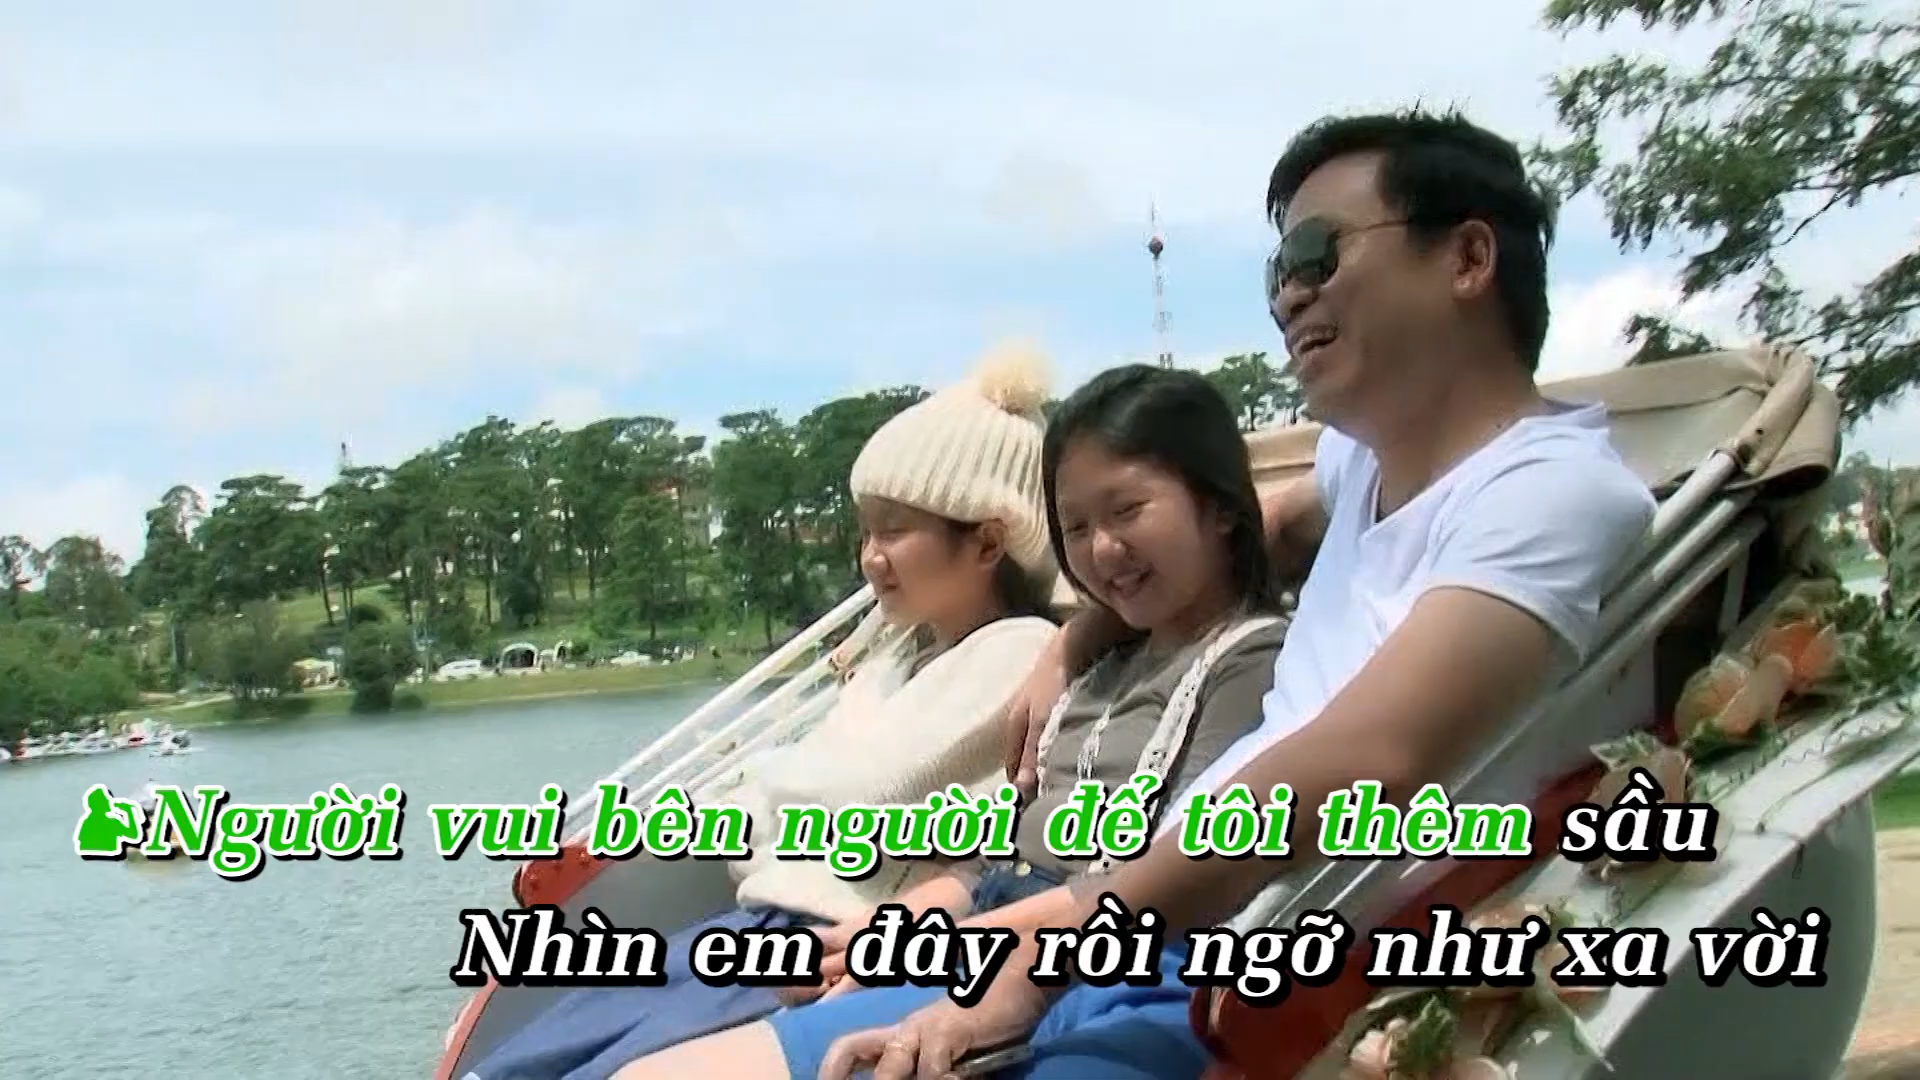 Người vui bên người để tôi thêm sầu
Nhìn em đây rồi ngỡ như xa vời